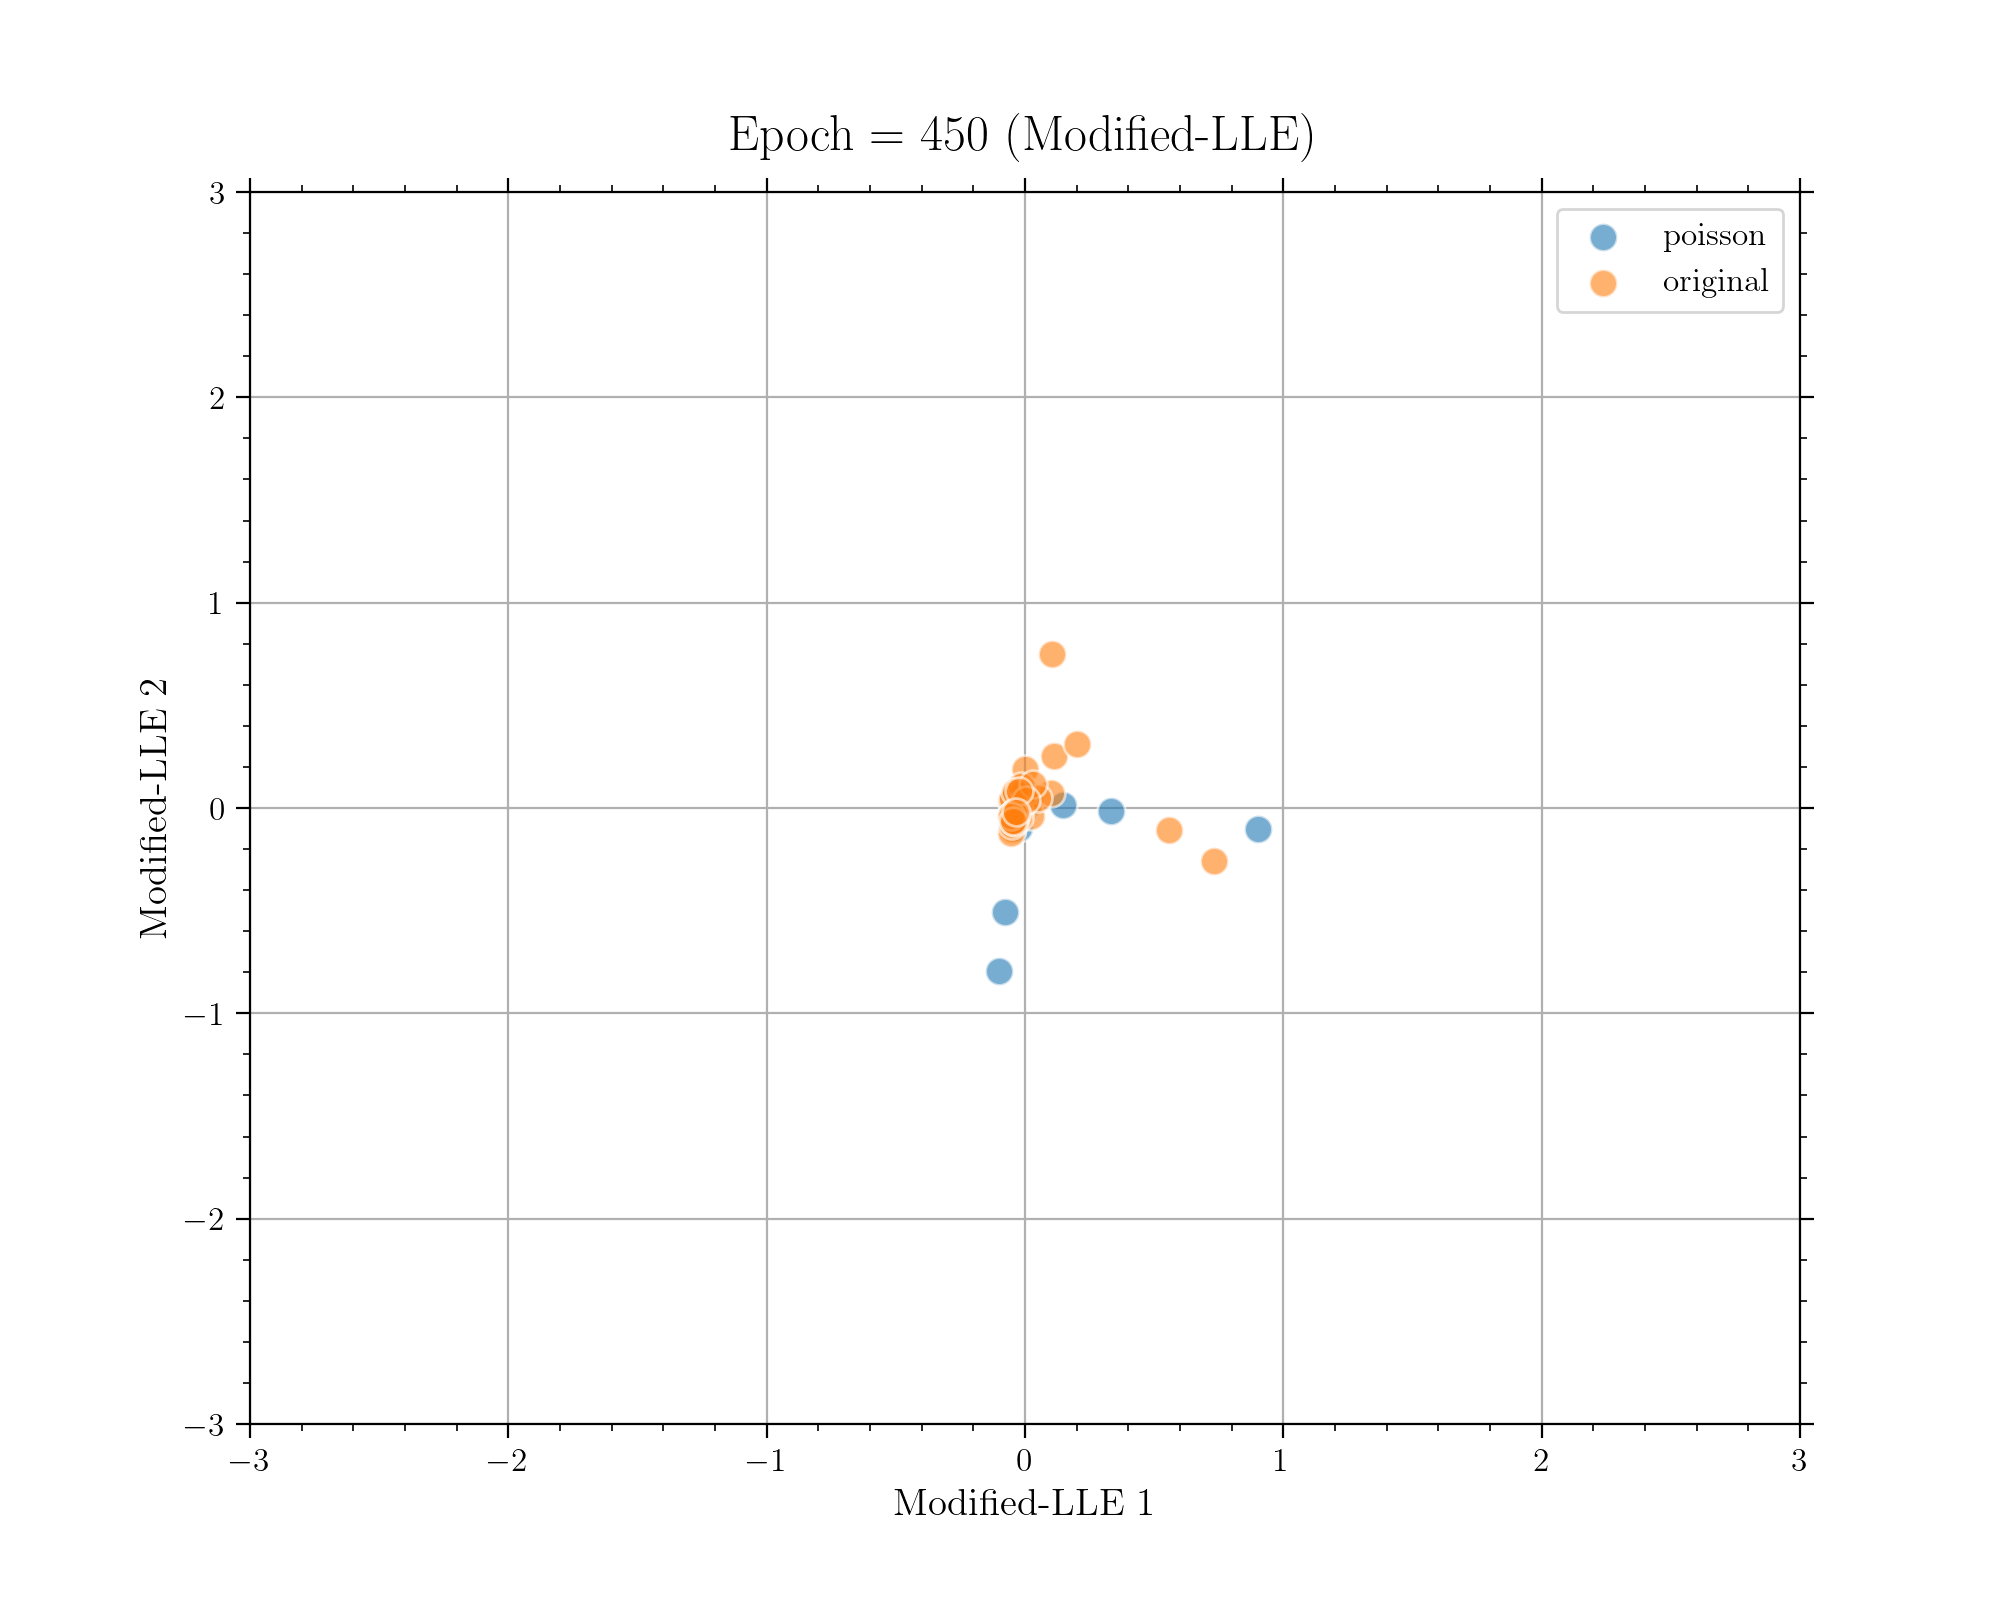 Epoch = 450 (Modified-LLE)
poisson
original
3
2
1
0
−1
−2
−3
Modified-LLE 2
−3
−2
−1
0
1
2
3
Modified-LLE 1